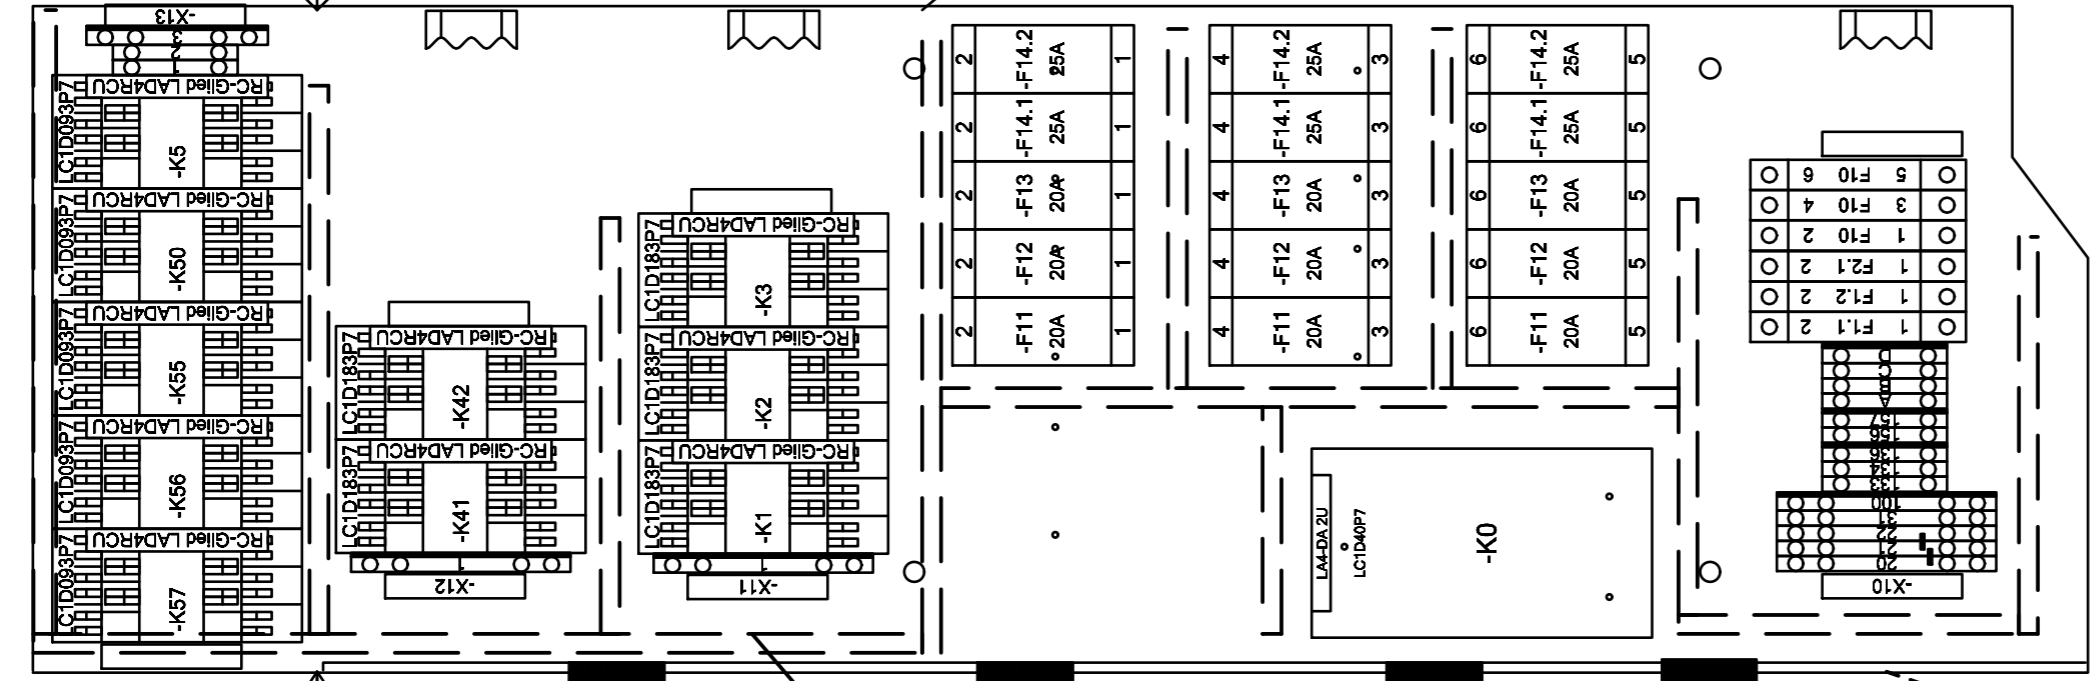 -X13
3
2
1
RC-Glied LAD4RCU
LC1D093P7
-K5
RC-Glied LAD4RCU
LC1D093P7
-K50
RC-Glied LAD4RCU
LC1D093P7
-K55
RC-Glied LAD4RCU
LC1D093P7
-K56
RC-Glied LAD4RCU
LC1D093P7
-K57
RC-Glied LAD4RCU
LC1D183P7
-K42
RC-Glied LAD4RCU
LC1D183P7
-K41
1
-X12
RC-Glied LAD4RCU
LC1D183P7
-K3
RC-Glied LAD4RCU
LC1D183P7
-K2
RC-Glied LAD4RCU
LC1D183P7
-K1
1
-X11
2 -F14.2 25A 1
2 -F14.1 25A 1
2 -F13 20A 1
2 -F12 20A 1
2 -F11 20A 1
4 -F14.2 25A 3
4 -F14.1 25A 3
4 -F13 20A 3
4 -F12 20A 3
4 -F11 20A 3
6 -F14.2 25A 5
6 -F14.1 25A 5
6 -F13 20A 5
6 -F12 20A 5
6 -F11 20A 5
LA4-DA 2U
LC1D40P7
-K0
5 F10 6
3 F10 4
1 F10 2
1 F2.1 2
1 F1.2 2
1 F1.1 2
100
20
-X10